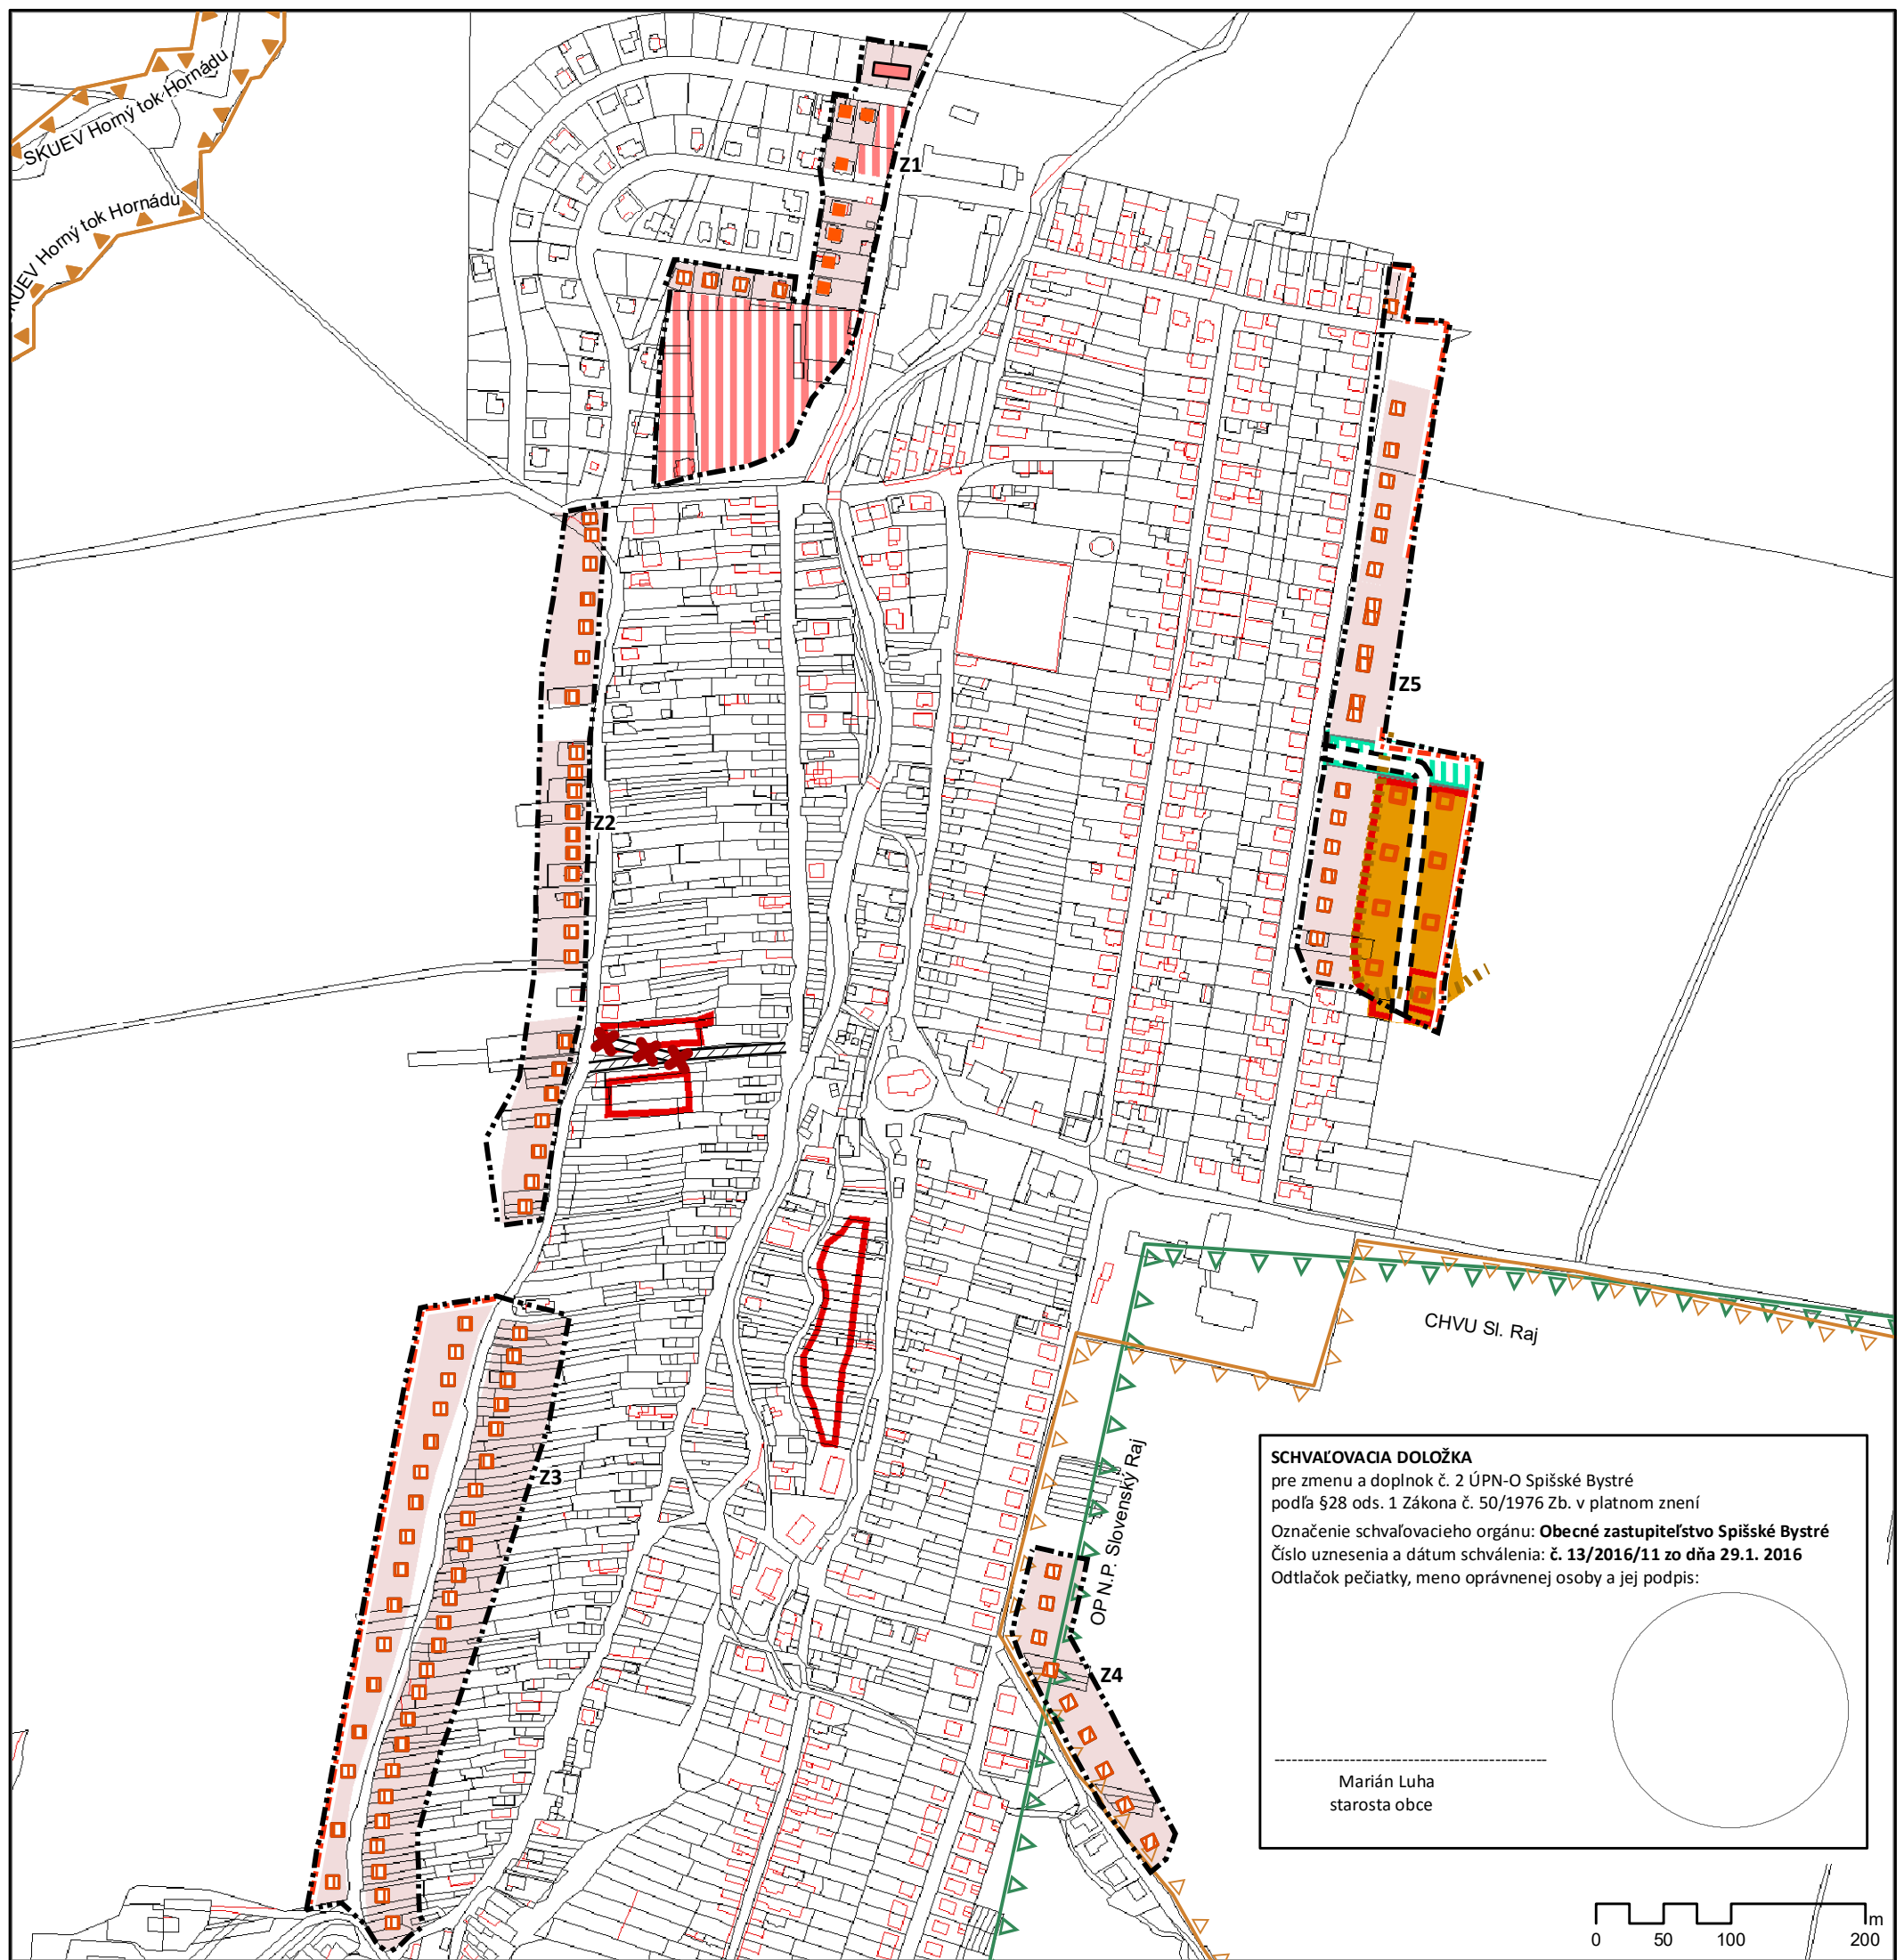 SKUEV Horný tok Hornádu
SKUEV Horný tok Hornádu
Z1
Z5
Z2
CHVU Sl. Raj
OP N.P. Slovenský Raj
Z3
Z4
SCHVAĽOVACIA DOLOŽKA
pre zmenu a doplnok č. 2 ÚPN-O Spišské Bystré
podľa §28 ods. 1 Zákona č. 50/1976 Zb. v platnom znení
Označenie schvaľovacieho orgánu: Obecné zastupiteľstvo Spišské Bystré
Číslo uznesenia a dátum schválenia: č. 13/2016/11 zo dňa 29.1. 2016
Odtlačok pečiatky, meno oprávnenej osoby a jej podpis:
Marián Luha
starosta obce
m
0 50 100 200